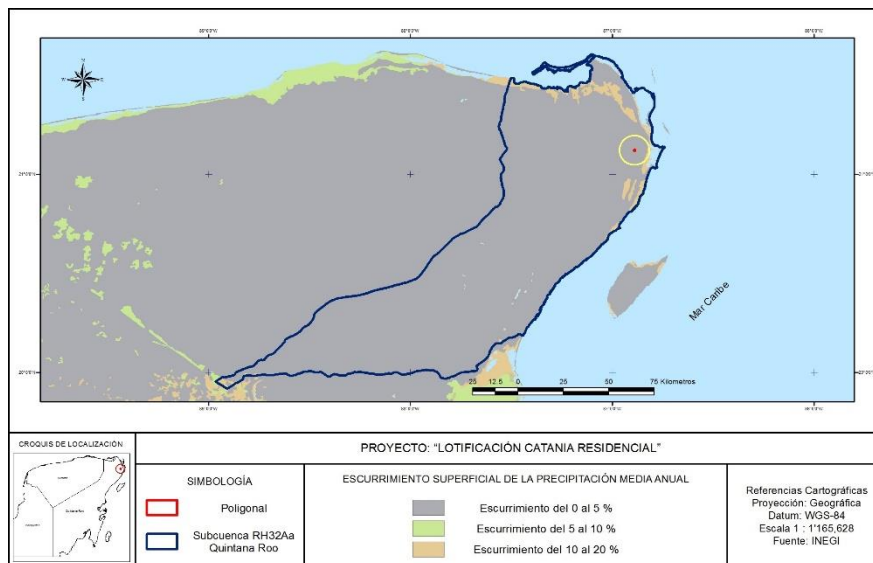 Mar Caribe
25 12.5 0 25 50 75 Kilometros
CROQUIS DE LOCALIZACIÓN
PROYECTO: “LOTIFICACIÓN CATANIA RESIDENCIAL”
SIMBOLOGÍA
Poligonal
Subcuenca RH32Aa
Quintana Roo
ESCURRIMIENTO SUPERFICIAL DE LA PRECIPITACIÓN MEDIA ANUAL
Escurrimiento del 0 al 5 %
Escurrimiento del 5 al 10 %
Escurrimiento del 10 al 20 %
Referencias Cartográficas
Proyección: Geográfica
Datum: WGS-84
Escala 1 : 1'165,628
Fuente: INEGI